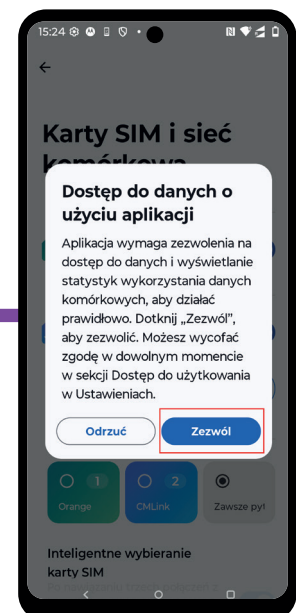 15:24
Karty SIM i sieć
komórkowa
Dostęp do danych o
użyciu aplikacji
Aplikacja wymaga zezwolenia na
dostęp do danych i wyświetlanie
statystyk wykorzystania danych
komórkowych, aby działać
prawidłowo. Dotknij „Zezwól”,
aby zezwolić. Możesz wycofać
zgodę w dowolnym momencie
w sekcji Dostęp do użytkowania
w Ustawieniach.
Odrzuć Zezwól
1 2
Orange CMLink Zawsze pyt
Inteligentne wybieranie
karty SIM